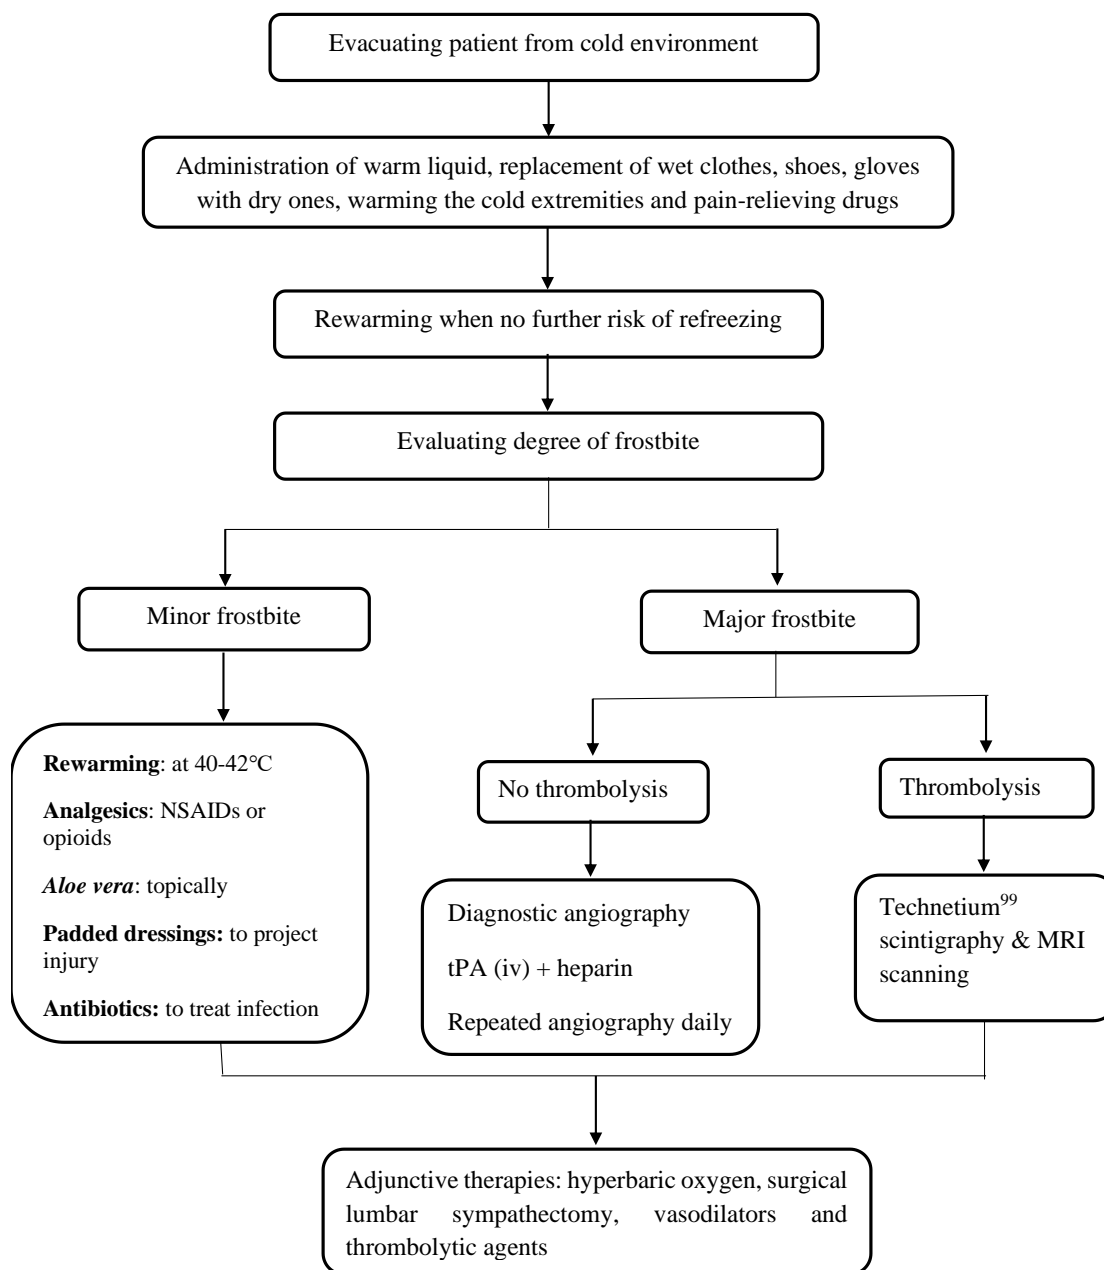 Evacuating patient from cold environment
Administration of warm liquid, replacement of wet clothes, shoes, gloves
with dry ones, warming the cold extremities and pain-relieving drugs
Rewarming when no further risk of refreezing
Evaluating degree of frostbite
Minor frostbite
Major frostbite
Rewarming: at 40-42℃
Analgesics: NSAIDs or
opioids
Aloe vera: topically
Padded dressings: to project
injury
Antibiotics: to treat infection
No thrombolysis
Thrombolysis
Diagnostic angiography
tPA (iv) + heparin
Repeated angiography daily
Technetium⁹⁹
scintigraphy & MRI
scanning
Adjunctive therapies: hyperbaric oxygen, surgical
lumbar sympathectomy, vasodilators and
thrombolytic agents